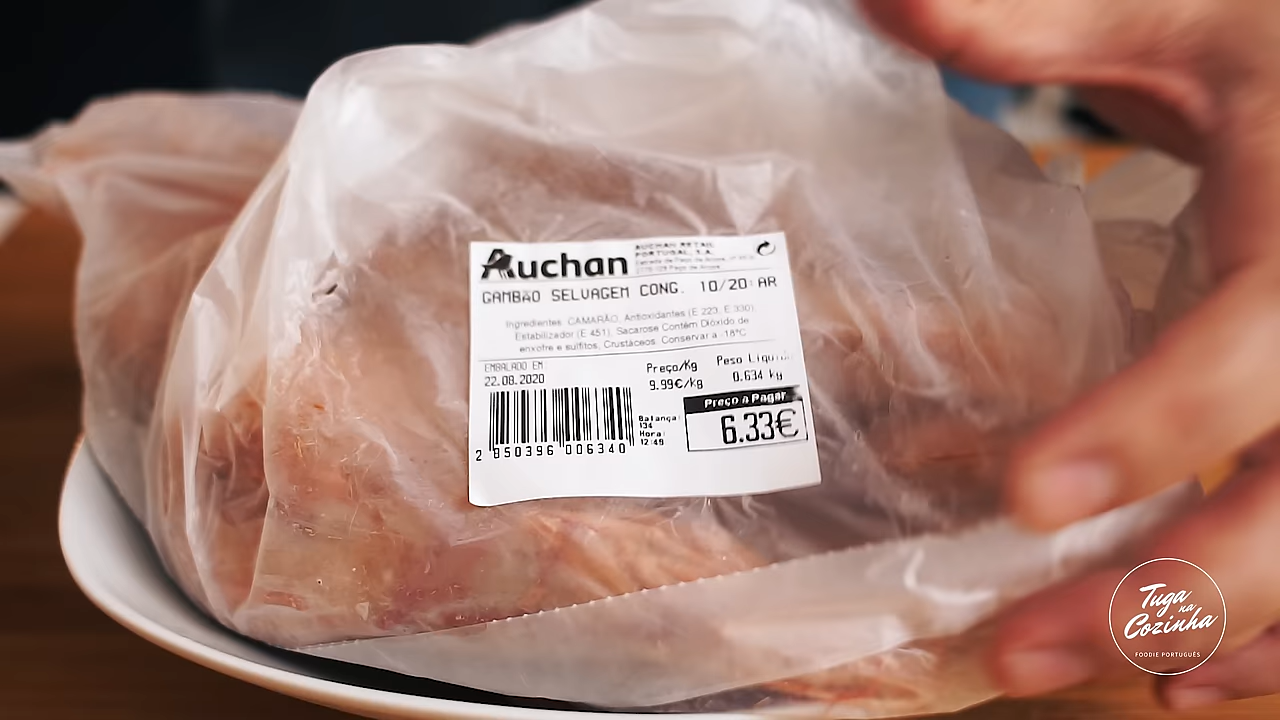 Auchan
AUCHAN RETAIL
PORTUGAL, S.A.
GAMBÃO SELVAGEM CONG. 10/20 AR
Ingredientes: CAMARÃO, Antioxidantes (E 223, E 330),
Estabilizador (E 451), Sacarose Contém Dióxido de
enxofre e sulfitos, Crustáceos. Conservar a -18ºC
EMBALADO EM
22.08.2020
Preço/Kg
9.99€/kg
Peso
0.634 kg
Preço a Pagar
6.33€
Balança:
134
Hora:
12:49
2 850396 006340
Tuga
na
Cozinha
FOODIE PORTUGUÊS